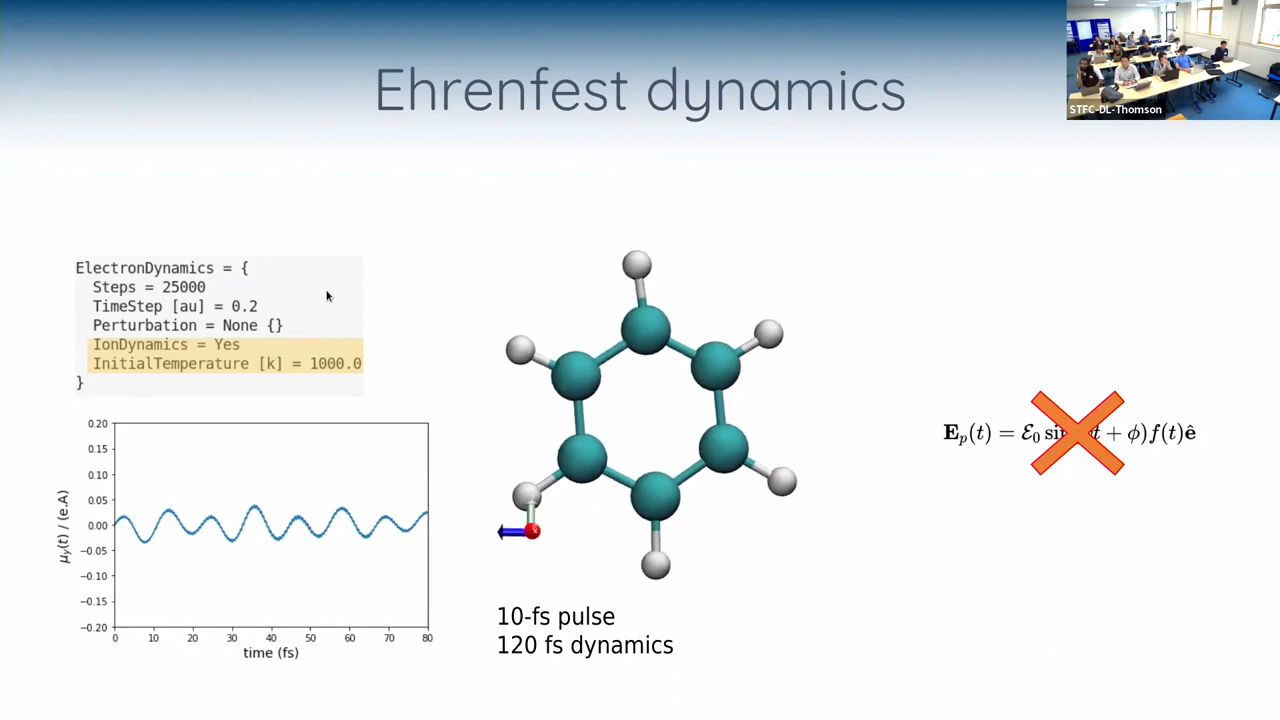 Ehrenfest dynamics
STFC-DL-Thomson
ElectronDynamics = {
Steps = 25000
TimeStep [au] = 0.2
Perturbation = None {}
IonDynamics = Yes
InitialTemperature [k] = 1000.0
}
0.20
0.15
0.10
0.05
0.00
−0.05
−0.10
−0.15
−0.20
μy(t) / (e.A)
0 10 20 30 40 50 60 70 80
time (fs)
x
10-fs pulse
120 fs dynamics
𝐄p(t) = ℰ0 si t + ϕ)f(t)ê